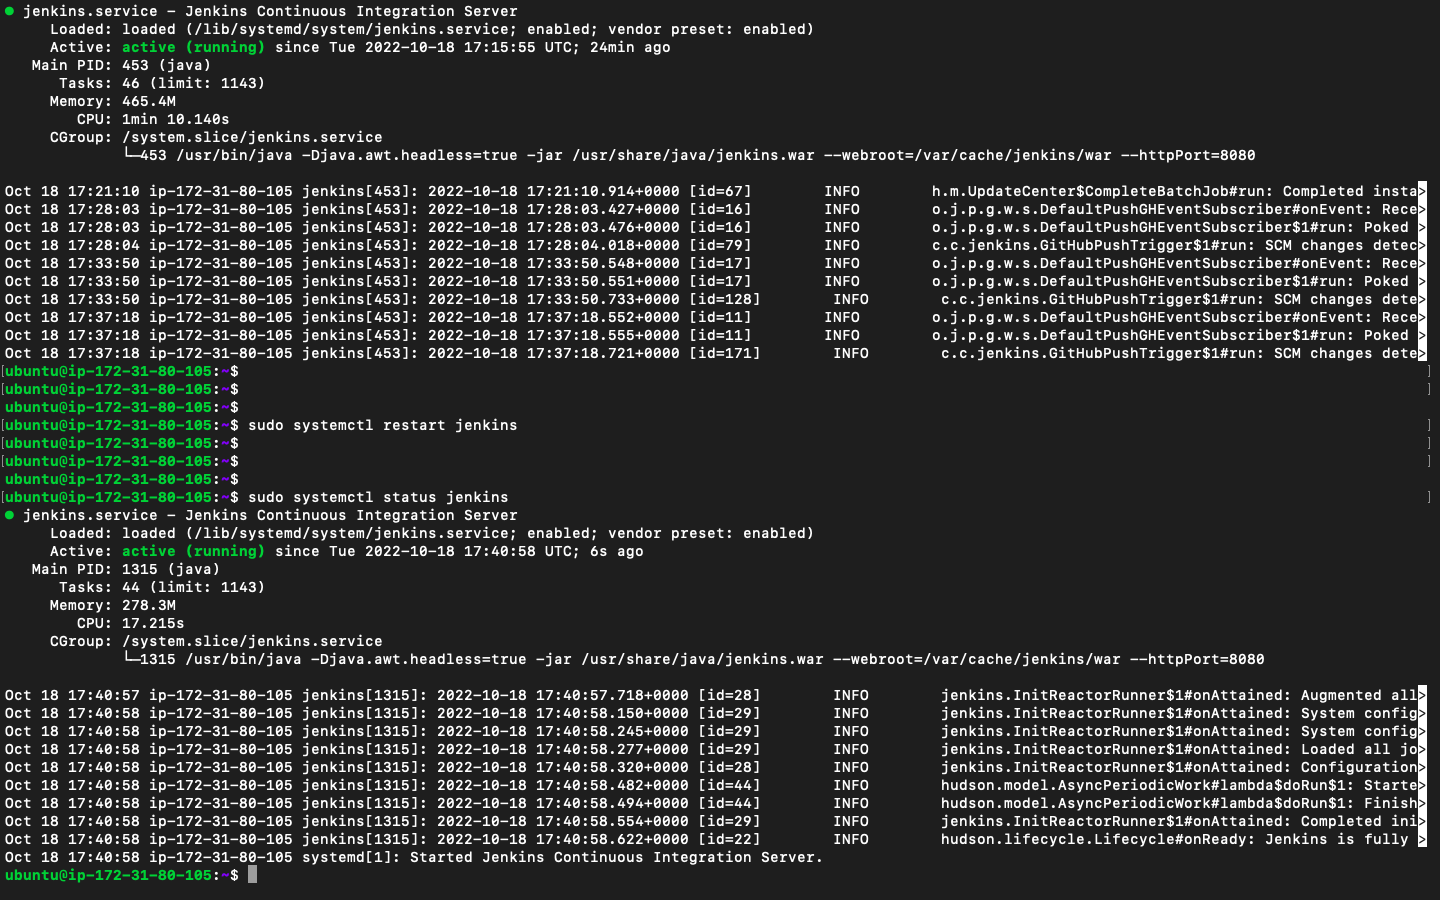 ● jenkins.service - Jenkins Continuous Integration Server
     Loaded: loaded (/lib/systemd/system/jenkins.service; enabled; vendor preset: enabled)
     Active: active (running) since Tue 2022-10-18 17:15:55 UTC; 24min ago
   Main PID: 453 (java)
      Tasks: 46 (limit: 1143)
     Memory: 465.4M
        CPU: 1min 10.140s
     CGroup: /system.slice/jenkins.service
             └─453 /usr/bin/java -Djava.awt.headless=true -jar /usr/share/java/jenkins.war --webroot=/var/cache/jenkins/war --httpPort=8080

Oct 18 17:21:10 ip-172-31-80-105 jenkins[453]: 2022-10-18 17:21:10.914+0000 [id=67]        INFO        h.m.UpdateCenter$CompleteBatchJob#run: Completed insta>
Oct 18 17:28:03 ip-172-31-80-105 jenkins[453]: 2022-10-18 17:28:03.427+0000 [id=16]        INFO        o.j.p.g.w.s.DefaultPushGHEventSubscriber#onEvent: Rece>
Oct 18 17:28:03 ip-172-31-80-105 jenkins[453]: 2022-10-18 17:28:03.476+0000 [id=16]        INFO        o.j.p.g.w.s.DefaultPushGHEventSubscriber$1#run: Poked >
Oct 18 17:28:04 ip-172-31-80-105 jenkins[453]: 2022-10-18 17:28:04.018+0000 [id=79]        INFO        c.c.jenkins.GitHubPushTrigger$1#run: SCM changes detec>
Oct 18 17:33:50 ip-172-31-80-105 jenkins[453]: 2022-10-18 17:33:50.548+0000 [id=17]        INFO        o.j.p.g.w.s.DefaultPushGHEventSubscriber#onEvent: Rece>
Oct 18 17:33:50 ip-172-31-80-105 jenkins[453]: 2022-10-18 17:33:50.551+0000 [id=17]        INFO        o.j.p.g.w.s.DefaultPushGHEventSubscriber$1#run: Poked >
Oct 18 17:33:50 ip-172-31-80-105 jenkins[453]: 2022-10-18 17:33:50.733+0000 [id=128]        INFO        c.c.jenkins.GitHubPushTrigger$1#run: SCM changes dete>
Oct 18 17:37:18 ip-172-31-80-105 jenkins[453]: 2022-10-18 17:37:18.552+0000 [id=11]        INFO        o.j.p.g.w.s.DefaultPushGHEventSubscriber#onEvent: Rece>
Oct 18 17:37:18 ip-172-31-80-105 jenkins[453]: 2022-10-18 17:37:18.555+0000 [id=11]        INFO        o.j.p.g.w.s.DefaultPushGHEventSubscriber$1#run: Poked >
Oct 18 17:37:18 ip-172-31-80-105 jenkins[453]: 2022-10-18 17:37:18.721+0000 [id=171]        INFO        c.c.jenkins.GitHubPushTrigger$1#run: SCM changes dete>
[ubuntu@ip-172-31-80-105:~$ ]
[ubuntu@ip-172-31-80-105:~$ ]
ubuntu@ip-172-31-80-105:~$
[ubuntu@ip-172-31-80-105:~$ sudo systemctl restart jenkins ]
[ubuntu@ip-172-31-80-105:~$ ]
[ubuntu@ip-172-31-80-105:~$ ]
ubuntu@ip-172-31-80-105:~$
[ubuntu@ip-172-31-80-105:~$ sudo systemctl status jenkins ]
● jenkins.service - Jenkins Continuous Integration Server
     Loaded: loaded (/lib/systemd/system/jenkins.service; enabled; vendor preset: enabled)
     Active: active (running) since Tue 2022-10-18 17:40:58 UTC; 6s ago
   Main PID: 1315 (java)
      Tasks: 44 (limit: 1143)
     Memory: 278.3M
        CPU: 17.215s
     CGroup: /system.slice/jenkins.service
             └─1315 /usr/bin/java -Djava.awt.headless=true -jar /usr/share/java/jenkins.war --webroot=/var/cache/jenkins/war --httpPort=8080

Oct 18 17:40:57 ip-172-31-80-105 jenkins[1315]: 2022-10-18 17:40:57.718+0000 [id=28]        INFO        jenkins.InitReactorRunner$1#onAttained: Augmented all>
Oct 18 17:40:58 ip-172-31-80-105 jenkins[1315]: 2022-10-18 17:40:58.150+0000 [id=29]        INFO        jenkins.InitReactorRunner$1#onAttained: System config>
Oct 18 17:40:58 ip-172-31-80-105 jenkins[1315]: 2022-10-18 17:40:58.245+0000 [id=29]        INFO        jenkins.InitReactorRunner$1#onAttained: System config>
Oct 18 17:40:58 ip-172-31-80-105 jenkins[1315]: 2022-10-18 17:40:58.277+0000 [id=29]        INFO        jenkins.InitReactorRunner$1#onAttained: Loaded all jo>
Oct 18 17:40:58 ip-172-31-80-105 jenkins[1315]: 2022-10-18 17:40:58.320+0000 [id=28]        INFO        jenkins.InitReactorRunner$1#onAttained: Configuration>
Oct 18 17:40:58 ip-172-31-80-105 jenkins[1315]: 2022-10-18 17:40:58.482+0000 [id=44]        INFO        hudson.model.AsyncPeriodicWork#lambda$doRun$1: Starte>
Oct 18 17:40:58 ip-172-31-80-105 jenkins[1315]: 2022-10-18 17:40:58.494+0000 [id=44]        INFO        hudson.model.AsyncPeriodicWork#lambda$doRun$1: Finish>
Oct 18 17:40:58 ip-172-31-80-105 jenkins[1315]: 2022-10-18 17:40:58.554+0000 [id=29]        INFO        jenkins.InitReactorRunner$1#onAttained: Completed ini>
Oct 18 17:40:58 ip-172-31-80-105 jenkins[1315]: 2022-10-18 17:40:58.622+0000 [id=22]        INFO        hudson.lifecycle.Lifecycle#onReady: Jenkins is fully >
Oct 18 17:40:58 ip-172-31-80-105 systemd[1]: Started Jenkins Continuous Integration Server.
ubuntu@ip-172-31-80-105:~$